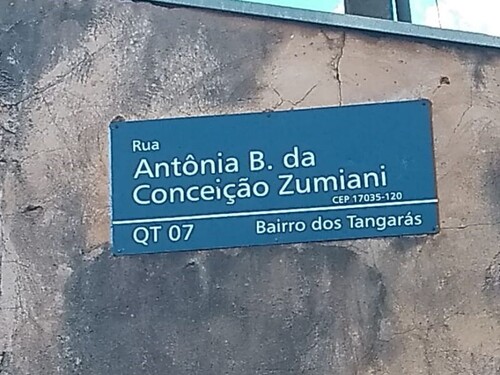 Rua
Antônia B. da
Conceição Zumiani
CEP 17035-120
QT 07 Bairro dos Tangarás